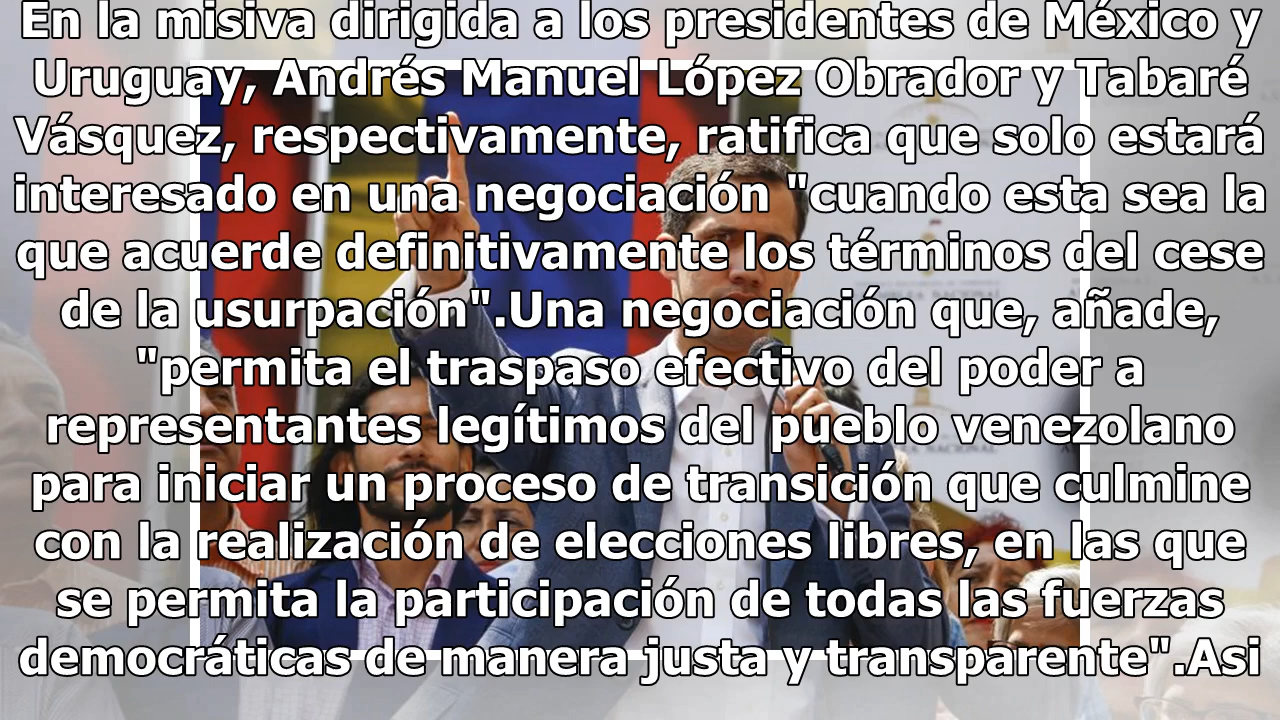 En la misiva dirigida a los presidentes de México y
Uruguay, Andrés Manuel López Obrador y Tabaré
Vásquez, respectivamente, ratifica que solo estará
interesado en una negociación "cuando esta sea la
que acuerde definitivamente los términos del cese
de la usurpación".Una negociación que, añade,
"permita el traspaso efectivo del poder a
representantes legítimos del pueblo venezolano
para iniciar un proceso de transición que culmine
con la realización de elecciones libres, en las que
se permita la participación de todas las fuerzas
democráticas de manera justa y transparente".Asi